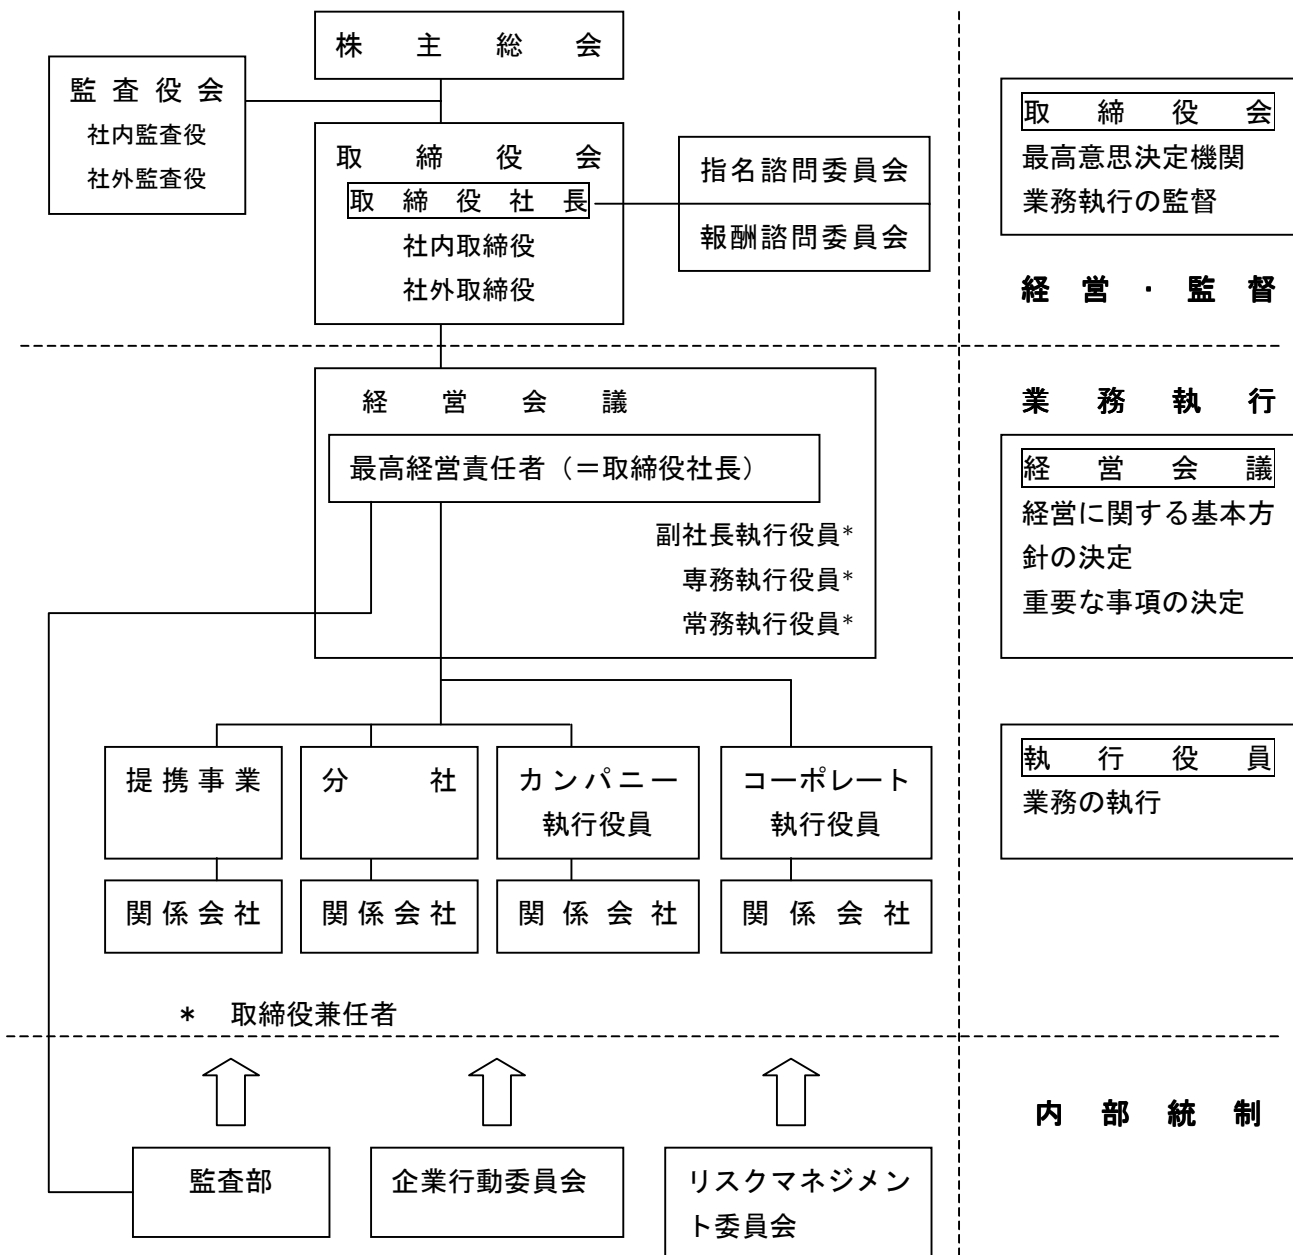 株主総会
監査役会
社内監査役
社外監査役
取締役会
取締役社長
社内取締役
社外取締役
指名諮問委員会
報酬諮問委員会
取締役会
最高意思決定機関
業務執行の監督
経営・監督
経営会議
最高経営責任者（＝取締役社長）
副社長執行役員*
専務執行役員*
常務執行役員*
業務執行
経営会議
経営に関する基本方
針の決定
重要な事項の決定
提携事業
分社
カンパニー
執行役員
コーポレート
執行役員
執行役員
業務の執行
関係会社
関係会社
関係会社
関係会社
* 取締役兼任者
内部統制
監査部
企業行動委員会
リスクマネジメン
ト委員会